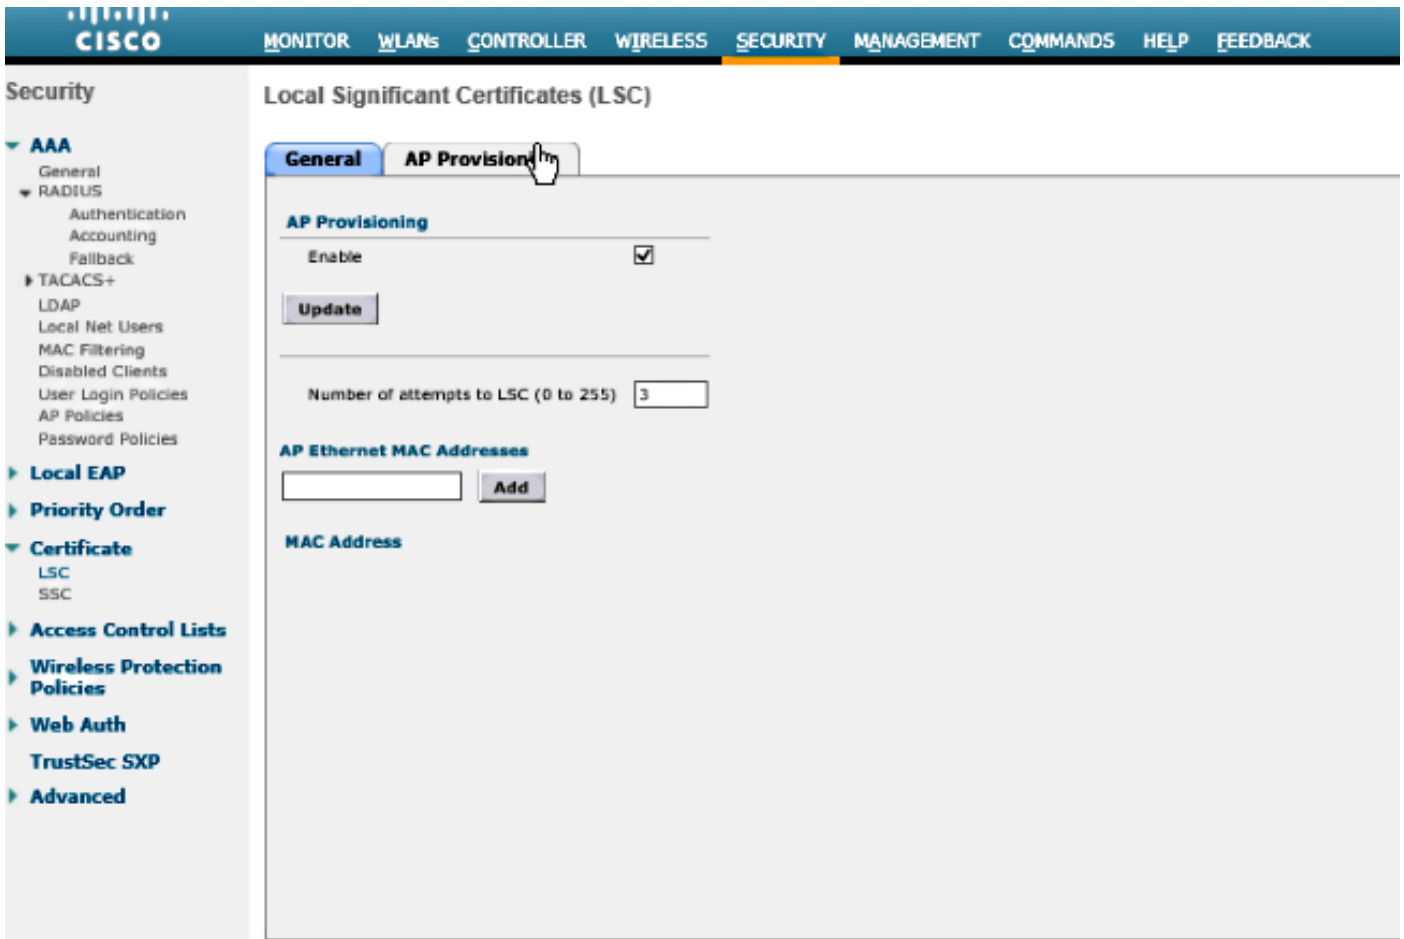 CISCO
MONITOR WLANs CONTROLLER WIRELESS SECURITY MANAGEMENT COMMANDS HELP FEEDBACK
Security
AAA
General
RADIUS
Authentication
Accounting
Fallback
TACACS+
LDAP
Local Net Users
MAC Filtering
Disabled Clients
User Login Policies
AP Policies
Password Policies
Local EAP
Priority Order
Certificate
LSC
SSC
Access Control Lists
Wireless Protection
Policies
Web Auth
TrustSec SXP
Advanced
Local Significant Certificates (LSC)
General AP Provisioning
AP Provisioning
Enable
Update
Number of attempts to LSC (0 to 255) 3
AP Ethernet MAC Addresses
Add
MAC Address